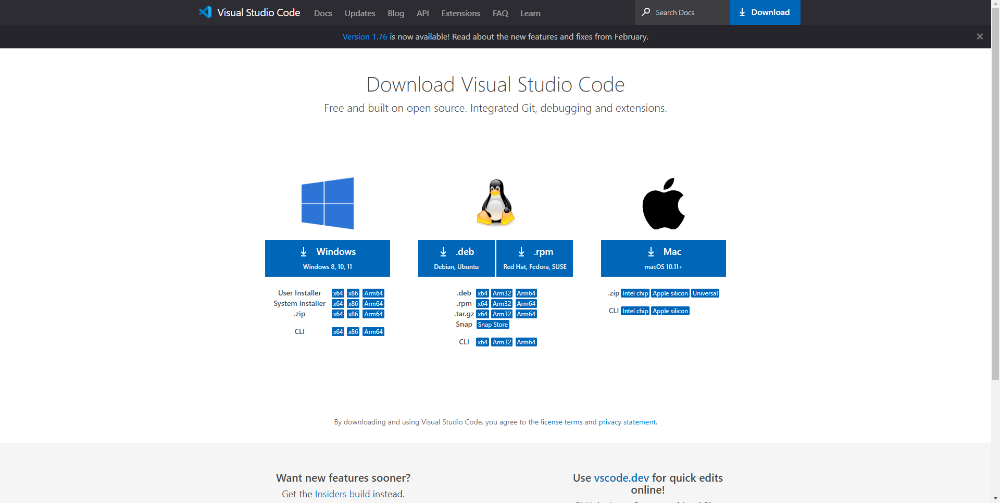 Visual Studio Code Docs Updates Blog API Extensions FAQ Learn Search Docs Download
Version 1.76 is now available! Read about the new features and fixes from February.
Download Visual Studio Code
Free and built on open source. Integrated Git, debugging and extensions.
Windows
Windows 8, 10, 11
User Installer x64 x86 Arm64
System Installer x64 x86 Arm64
.zip x64 x86 Arm64
CLI x64 x86 Arm64
.deb
Debian, Ubuntu
.rpm
Red Hat, Fedora, SUSE
.deb x64 Arm32 Arm64
.rpm x64 Arm32 Arm64
.tar.gz x64 Arm32 Arm64
Snap Snap Store
CLI x64 Arm32 Arm64
Mac
macOS 10.11+
.zip Intel chip Apple silicon Universal
CLI Intel chip Apple silicon
By downloading and using Visual Studio Code, you agree to the license terms and privacy statement.
Want new features sooner?
Get the Insiders build instead.
Use vscode.dev for quick edits
online!